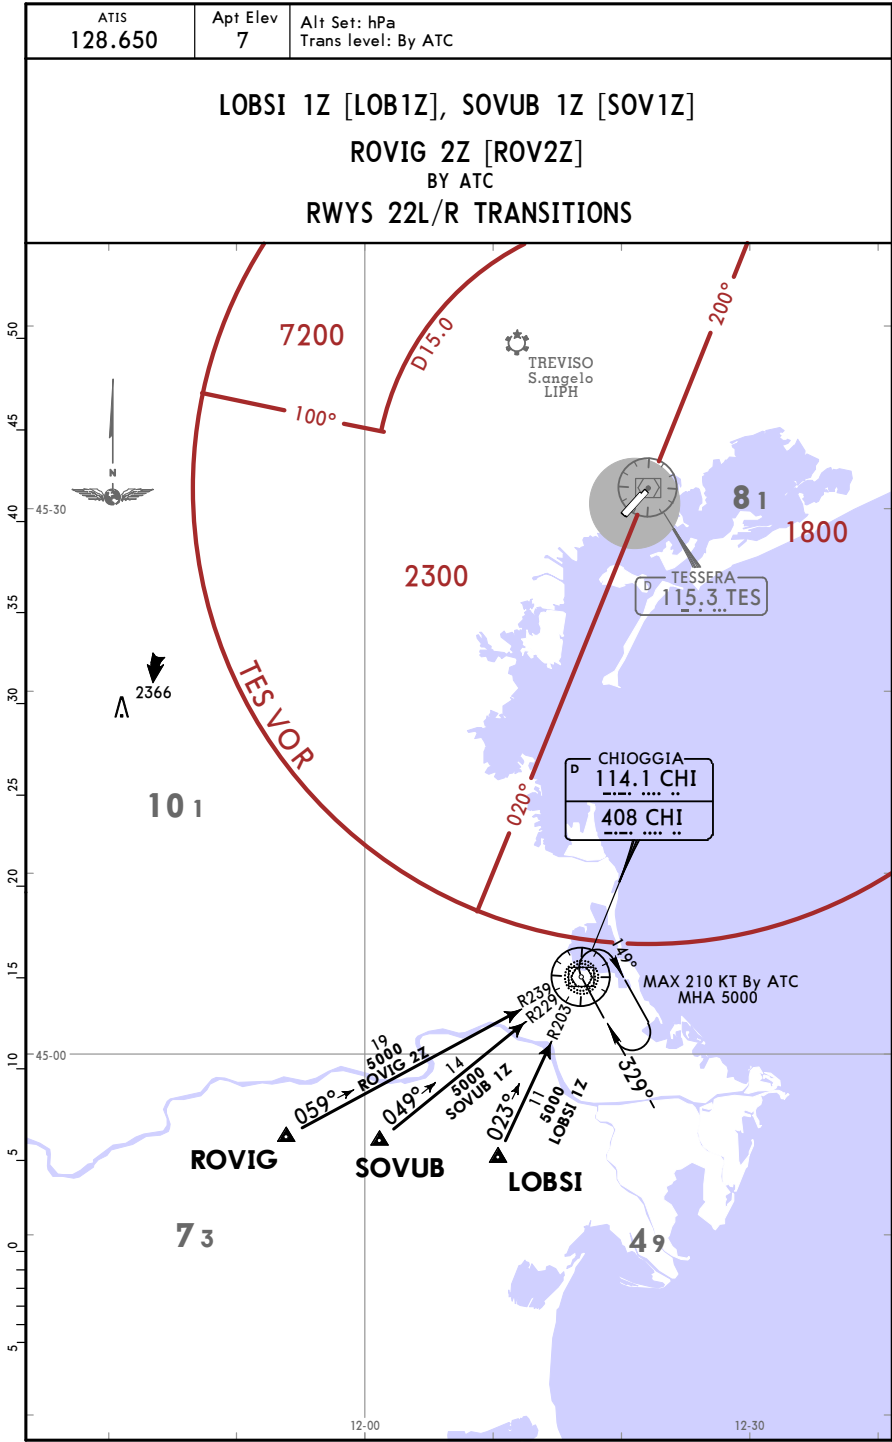 ATIS
128.650
Apt Elev
7
Alt Set: hPa
Trans level: By ATC
LOBSI 1Z [LOB1Z], SOVUB 1Z [SOV1Z]
ROVIG 2Z [ROV2Z]
BY ATC
RWYS 22L/R TRANSITIONS
200°
50
7200
D15.0
TREVISO
S.angelo
LIPH
45
100°
N
40
45-30
8 1
1800
2300
TESSERA
D
115.3 TES
35
30
2366
TES VOR
25
10 1
CHIOGGIA
D
114.1 CHI
408 CHI
020°
20
15
149°
MAX 210 KT By ATC
MHA 5000
R239
R229
R203
10
45-00
19
5000
ROVIG 2Z
059°
14
5000
SOVUB 1Z
049°
11
5000
LOBSI 1Z
023°
329°
5
ROVIG
SOVUB
LOBSI
7 3
4 9
0
5
12-00
12-30